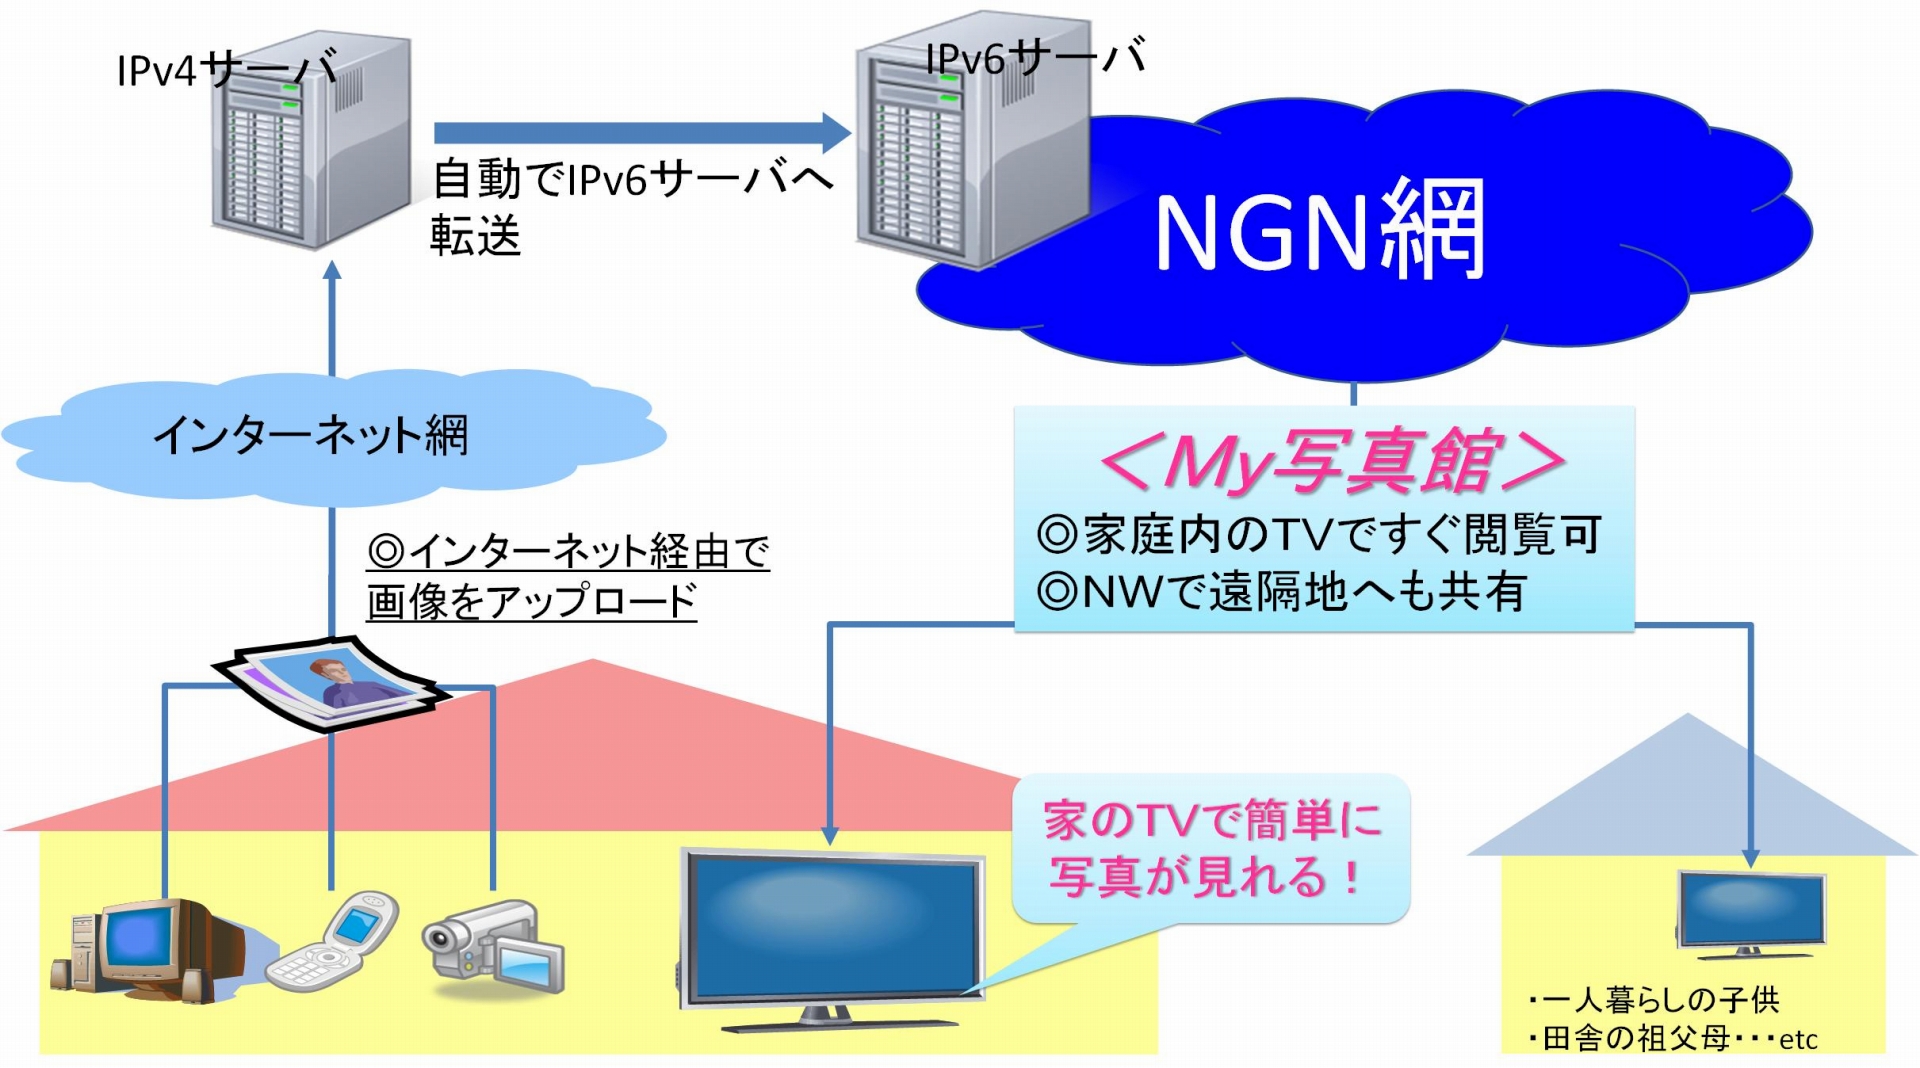 IPv4サーバ
IPv6サーバ
自動でIPv6サーバへ
転送
NGN網
インターネット網
◎インターネット経由で
画像をアップロード
＜My写真館＞
◎家庭内のTVですぐ閲覧可
◎NWで遠隔地へも共有
家のTVで簡単に
写真が見れる！
・一人暮らしの子供
・田舎の祖父母・・・etc